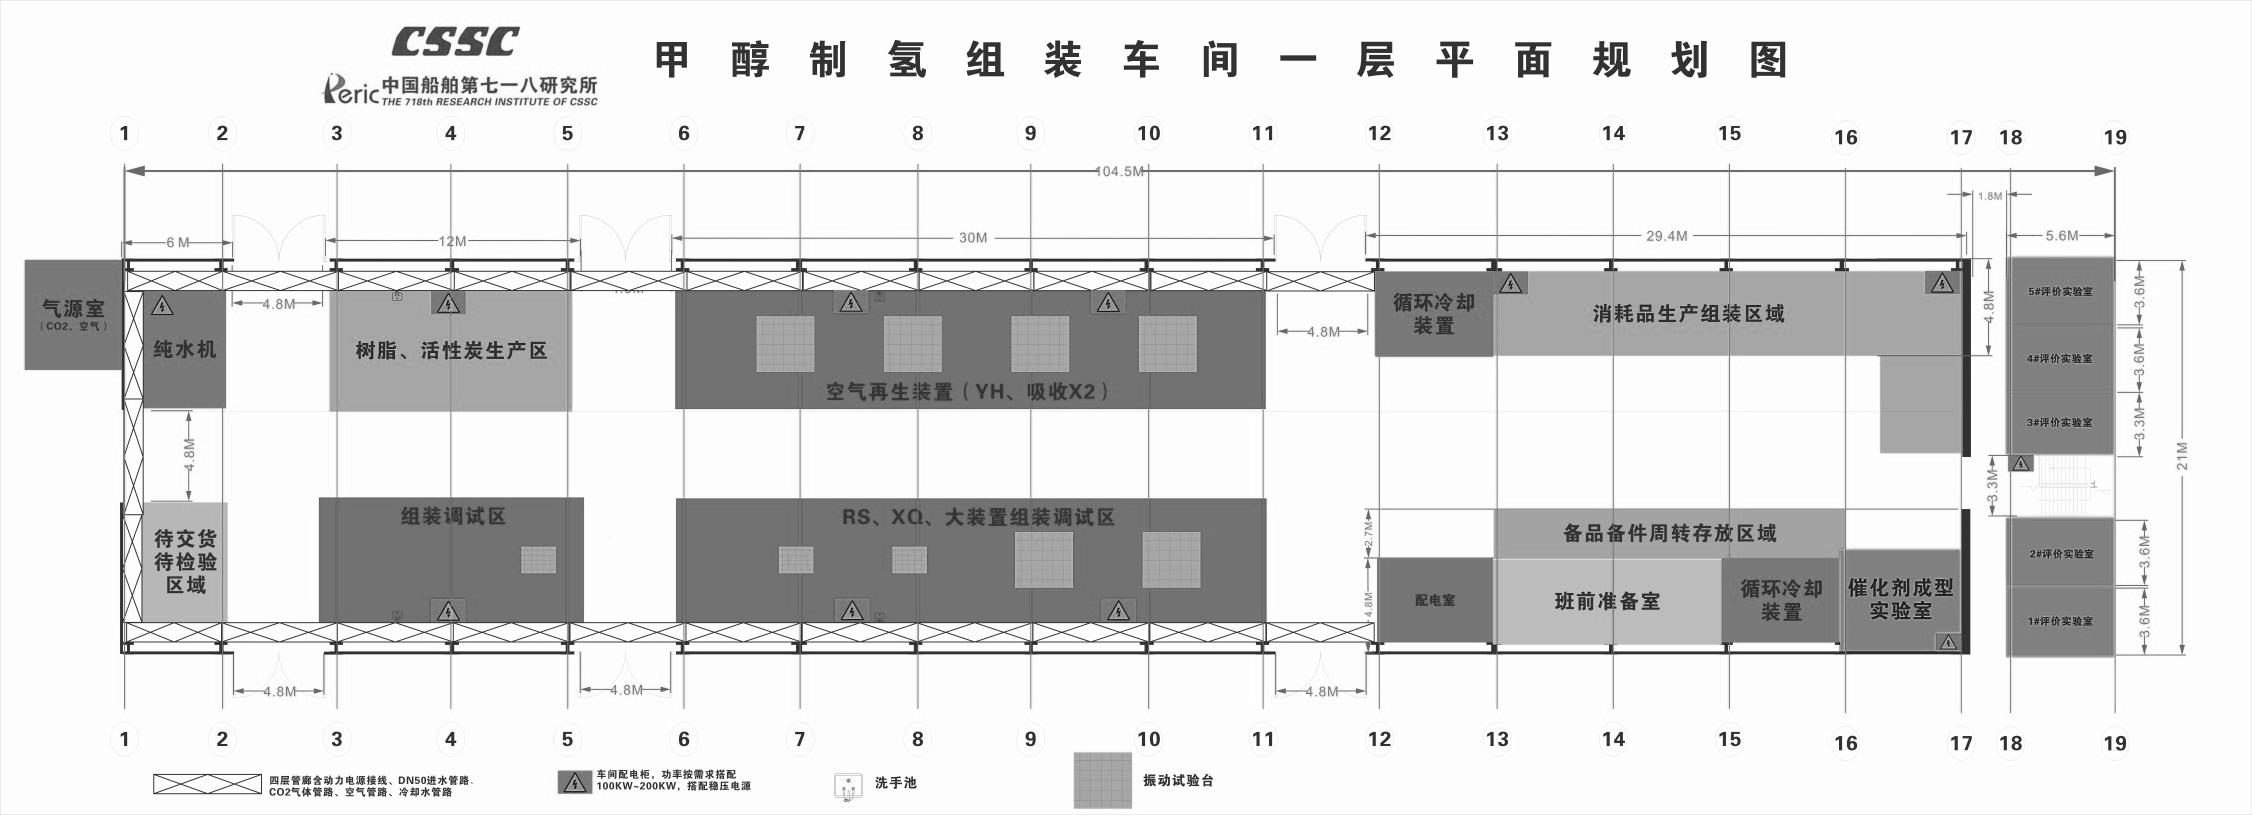 CSSC
Peric 中国船舶第七一八研究所
THE 718th RESEARCH INSTITUTE OF CSSC
甲醇制氢组装车间一层平面规划图
1 2 3 4 5 6 7 8 9 10 11 12 13 14 15 16 17 18 19
104.5M
1.8M
6 M
12M
30M
29.4M
5.6M
气源室
(CO2、空气)
纯水机
4.8M
树脂、活性炭生产区
空气再生装置(YH、吸收X2)
4.8M
循环冷却
装置
消耗品生产组装区域
4.8M
5#评价实验室
3.6M
4#评价实验室
3.6M
3#评价实验室
3.3M
21M
4.8M
3.3M
待交货
待检验
区域
组装调试区
RS、XQ、大装置组装调试区
2.7M
备品备件周转存放区域
4.8M
配电室
班前准备室
循环冷却
装置
催化剂成型
实验室
2#评价实验室
3.6M
1#评价实验室
3.6M
4.8M
4.8M
4.8M
1 2 3 4 5 6 7 8 9 10 11 12 13 14 15 16 17 18 19
四层管廊含动力电源接线、DN50进水管路、
CO2气体管路、空气管路、冷却水管路
车间配电柜，功率按需求搭配
100KW~200KW，搭配稳压电源
洗手池
振动试验台